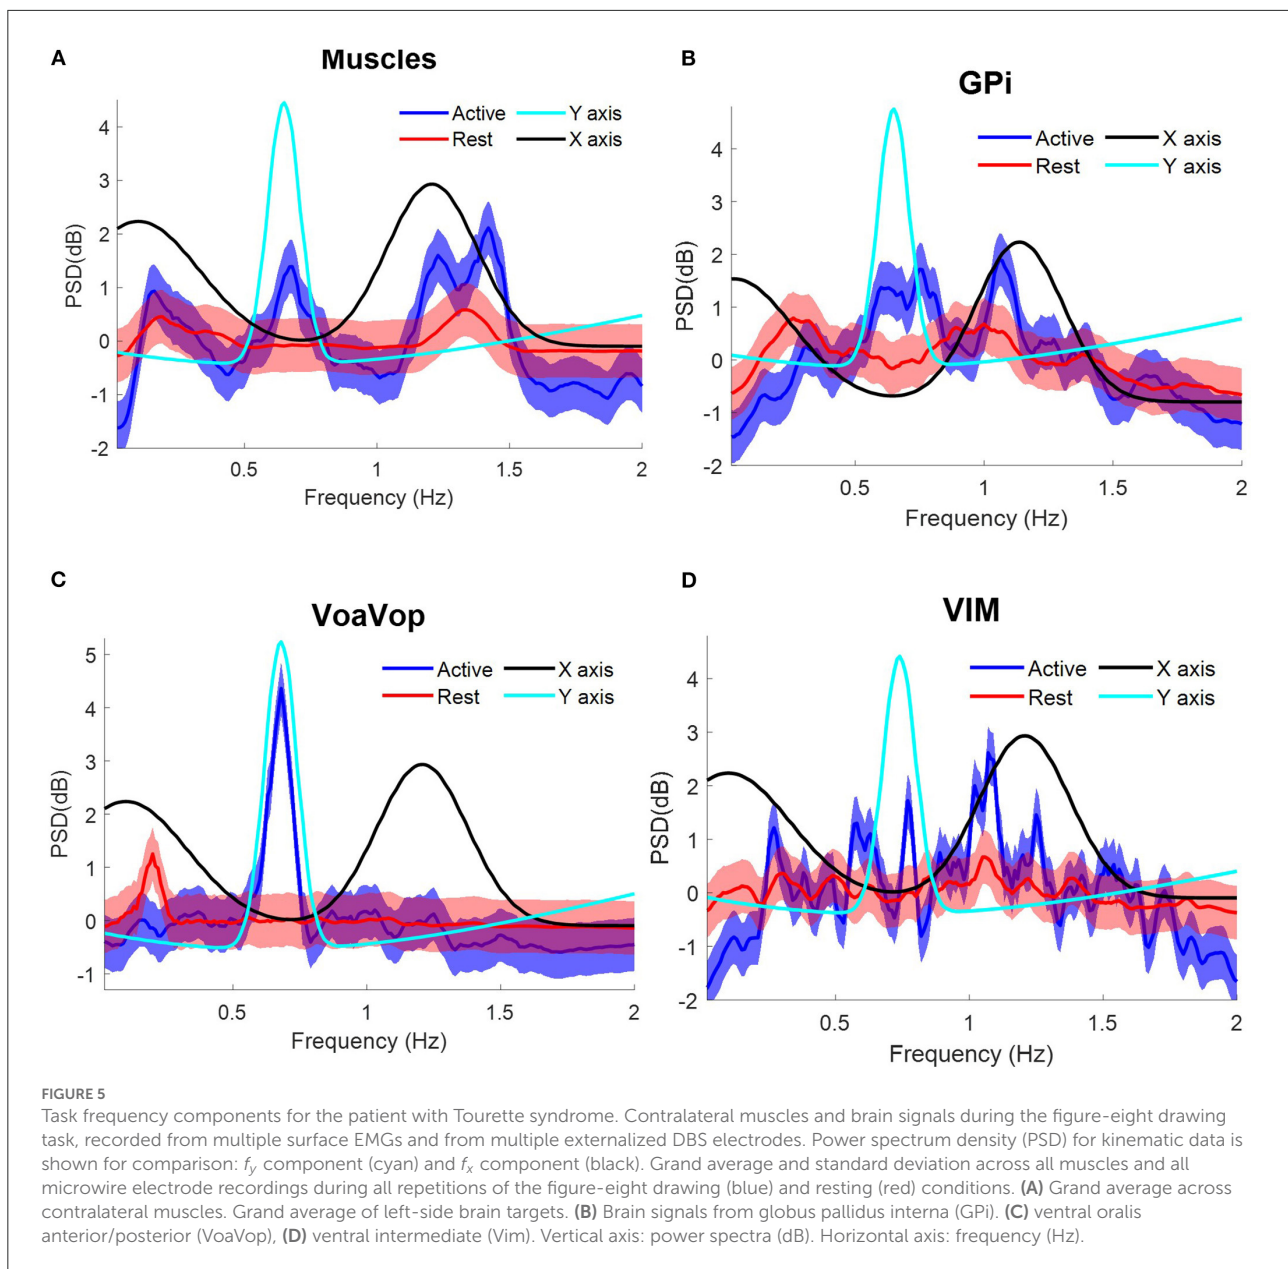 A
Muscles
Active
Y axis
Rest
X axis
4
3
2
1
0
-1
-2
PSD(dB)
0.5
1
1.5
2
Frequency (Hz)
B
GPi
Active
X axis
Rest
Y axis
4
3
2
1
0
-1
-2
PSD(dB)
0.5
1
1.5
2
Frequency (Hz)
C
VoaVop
Active
X axis
Rest
Y axis
5
4
3
2
1
0
-1
PSD(dB)
0.5
1
1.5
2
Frequency (Hz)
D
VIM
Active
X axis
Rest
Y axis
4
3
2
1
0
-1
-2
PSD(dB)
0.5
1
1.5
2
Frequency (Hz)
FIGURE 5
Task frequency components for the patient with Tourette syndrome. Contralateral muscles and brain signals during the figure-eight drawing
task, recorded from multiple surface EMGs and from multiple externalized DBS electrodes. Power spectrum density (PSD) for kinematic data is
shown for comparison: fy component (cyan) and fx component (black). Grand average and standard deviation across all muscles and all
microwire electrode recordings during all repetitions of the figure-eight drawing (blue) and resting (red) conditions. (A) Grand average across
contralateral muscles. Grand average of left-side brain targets. (B) Brain signals from globus pallidus interna (GPi). (C) ventral oralis
anterior/posterior (VoaVop), (D) ventral intermediate (Vim). Vertical axis: power spectra (dB). Horizontal axis: frequency (Hz).